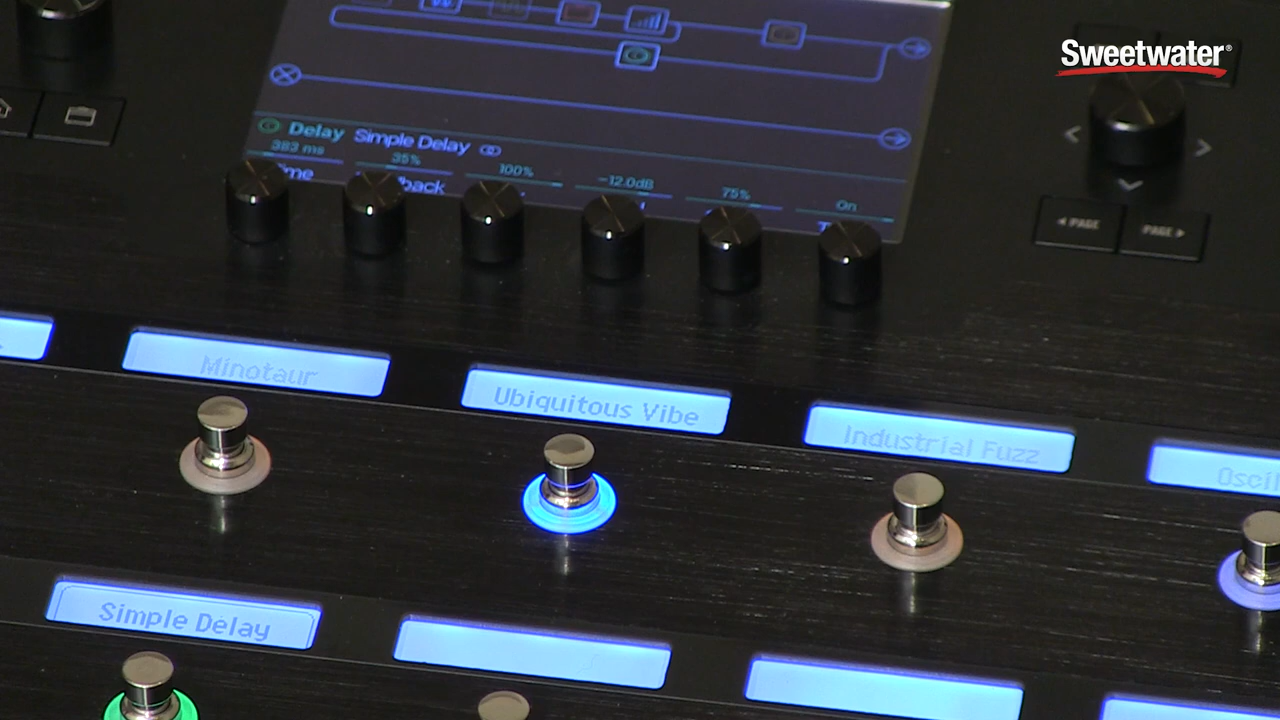 Sweetwater®
Delay Simple Delay
383 ms 35% 100% -12.0dB 75% On
◄ PAGE PAGE ►
Minotaur
Ubiquitous Vibe
Industrial Fuzz
Simple Delay